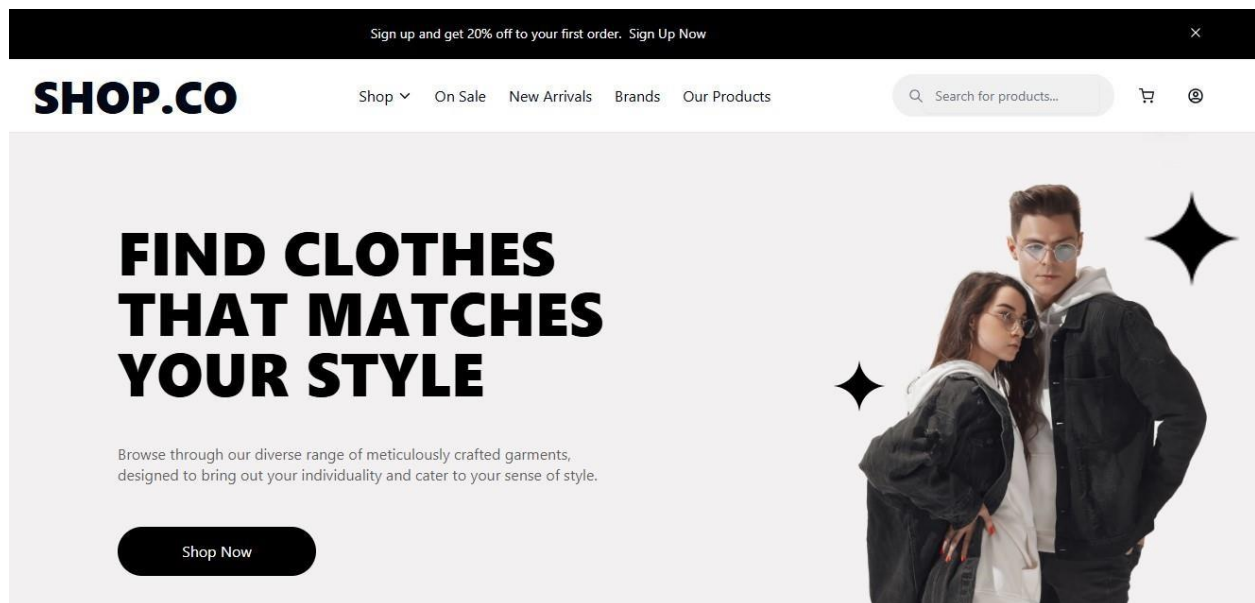 Sign up and get 20% off to your first order. Sign Up Now
SHOP.CO
Shop On Sale New Arrivals Brands Our Products Search for products...
FIND CLOTHES
THAT MATCHES
YOUR STYLE
Browse through our diverse range of meticulously crafted garments,
designed to bring out your individuality and cater to your sense of style.
Shop Now